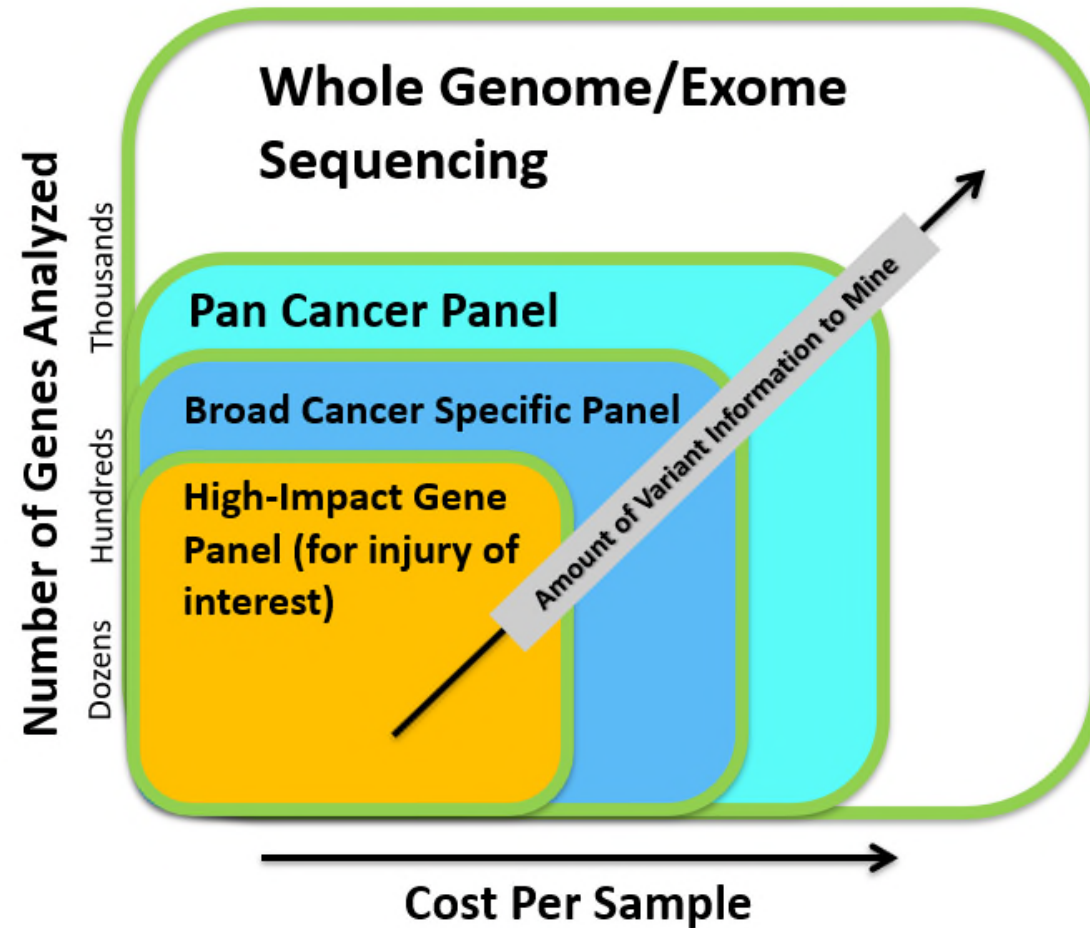 Whole Genome/Exome
Sequencing
Pan Cancer Panel
Broad Cancer Specific Panel
High-Impact Gene
Panel (for injury of
interest)
Amount of Variant Information to Mine
Number of Genes Analyzed
Thousands
Hundreds
Dozens
Cost Per Sample